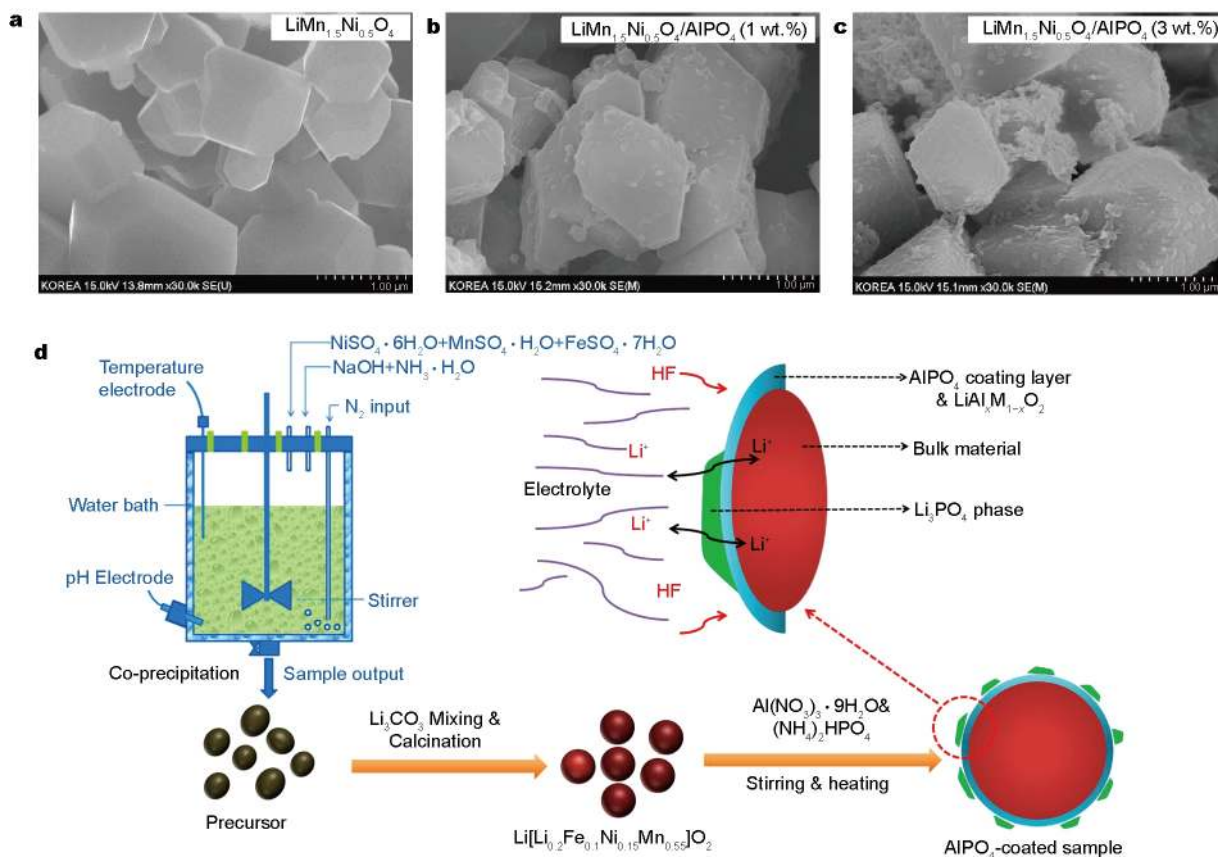 a
LiMn₁.₅Ni₀.₅O₄
KOREA 15.0kV 13.8mm x30.0k SE(U)
1.00 μm
b
LiMn₁.₅Ni₀.₅O₄/AlPO₄ (1 wt.%)
KOREA 15.0kV 15.2mm x30.0k SE(M)
1.00 μm
c
LiMn₁.₅Ni₀.₅O₄/AlPO₄ (3 wt.%)
KOREA 15.0kV 15.1mm x30.0k SE(M)
1.00 μm
d
NiSO₄·6H₂O+MnSO₄·H₂O+FeSO₄·7H₂O
NaOH+NH₃·H₂O
N₂ input
Temperature
electrode
Water bath
pH Electrode
Stirrer
Co-precipitation
Sample output
HF
Li⁺
Li⁺
Electrolyte
Li⁺
Li⁺
HF
AlPO₄ coating layer
& LiAlₓM₁₋ₓO₂
Bulk material
Li₃PO₄ phase
Precursor
Li₃CO₃ Mixing &
Calcination
Li[Li₀.₂Fe₀.₁Ni₀.₁₅Mn₀.₅₅]O₂
Al(NO₃)₃·9H₂O&
(NH₄)₂HPO₄
Stirring & heating
AlPO₄-coated sample